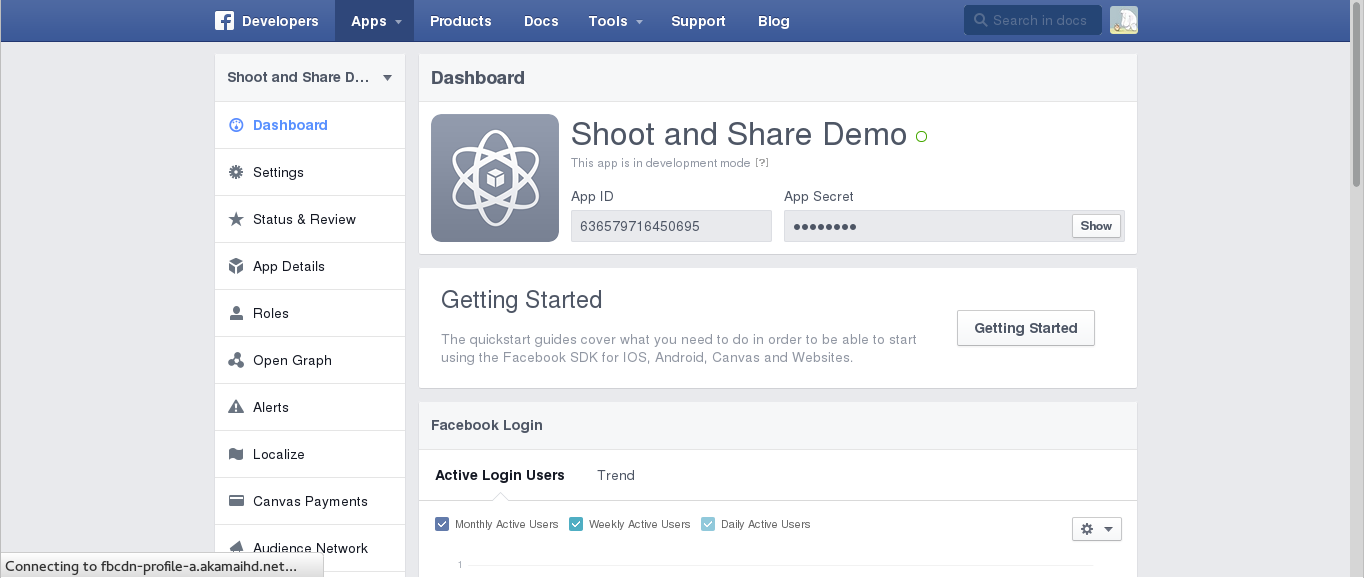 Developers
Apps
Products
Docs
Tools
Support
Blog
Search in docs
Shoot and Share D...
Dashboard
Settings
Status & Review
App Details
Roles
Open Graph
Alerts
Localize
Canvas Payments
Audience Network
Dashboard
Shoot and Share Demo
This app is in development mode [?]
App ID
App Secret
636579716450695
●●●●●●●●
Show
Getting Started
The quickstart guides cover what you need to do in order to be able to start
using the Facebook SDK for IOS, Android, Canvas and Websites.
Getting Started
Facebook Login
Active Login Users
Trend
Monthly Active Users
Weekly Active Users
Daily Active Users
1
Connecting to fbcdn-profile-a.akamaihd.net...